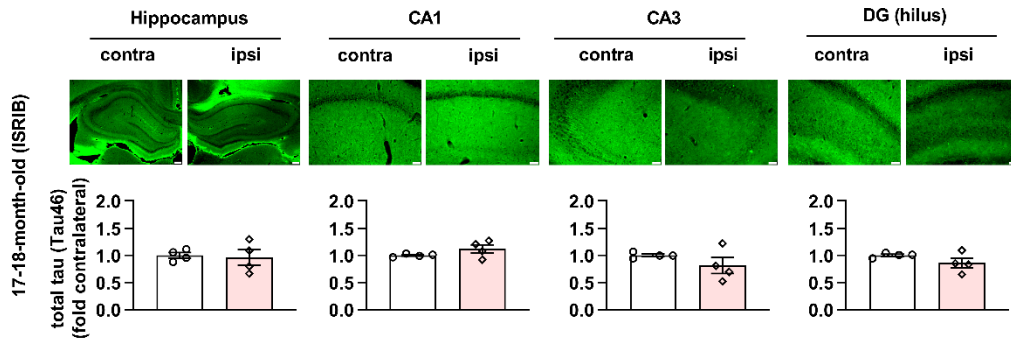 Hippocampus CA1 CA3 DG (hilus)
contra ipsi contra ipsi contra ipsi contra ipsi
17-18-month-old (ISRIB)
total tau (Tau46)
(fold contralateral)
2.0 2.0 2.0 2.0
1.5 1.5 1.5 1.5
1.0 1.0 1.0 1.0
0.5 0.5 0.5 0.5
0.0 0.0 0.0 0.0